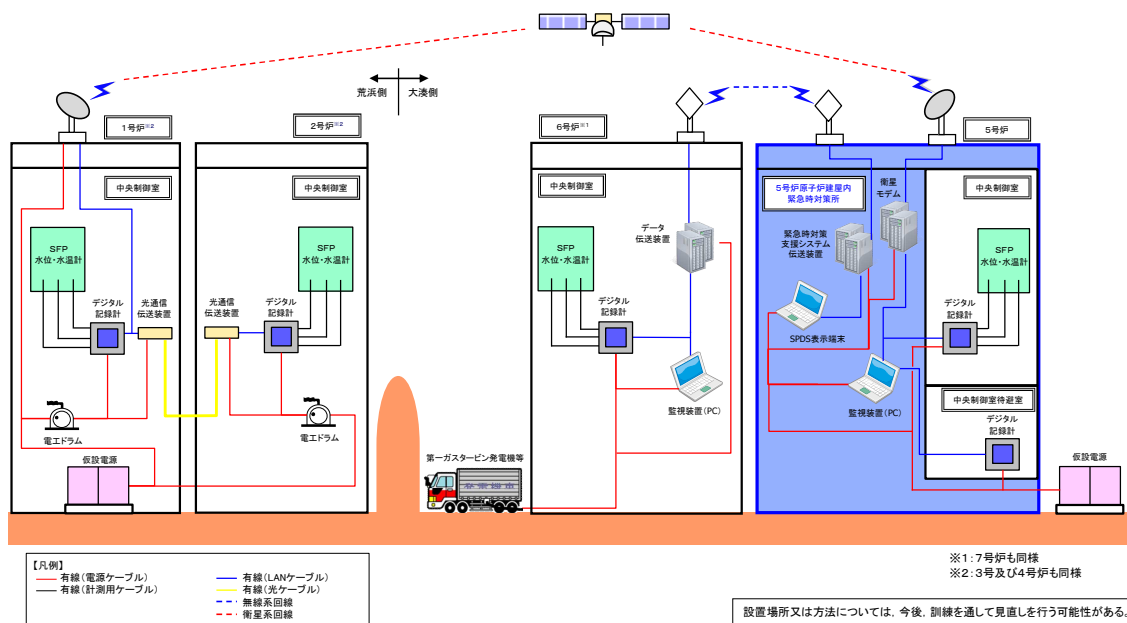 荒浜側
大湊側
1号炉※2
2号炉※2
6号炉※1
5号炉
中央制御室
中央制御室
中央制御室
5号炉原子炉建屋内
緊急時対策所
衛星
モデム
中央制御室
SFP
水位・水温計
SFP
水位・水温計
SFP
水位・水温計
データ
伝送装置
緊急時対策
支援システム
伝送装置
SFP
水位・水温計
デジタル
記録計
光通信
伝送装置
光通信
伝送装置
デジタル
記録計
デジタル
記録計
デジタル
記録計
SPDS表示端末
監視装置(PC)
監視装置(PC)
中央制御室待避室
デジタル
記録計
電工ドラム
電工ドラム
仮設電源
第一ガスタービン発電機等
仮設電源
【凡例】
有線(電源ケーブル)
有線(計測用ケーブル)
有線(LANケーブル)
有線(光ケーブル)
無線系回線
衛星系回線
※1:7号炉も同様
※2:3号及び4号炉も同様
設置場所又は方法については, 今後, 訓練を通して見直しを行う可能性がある。